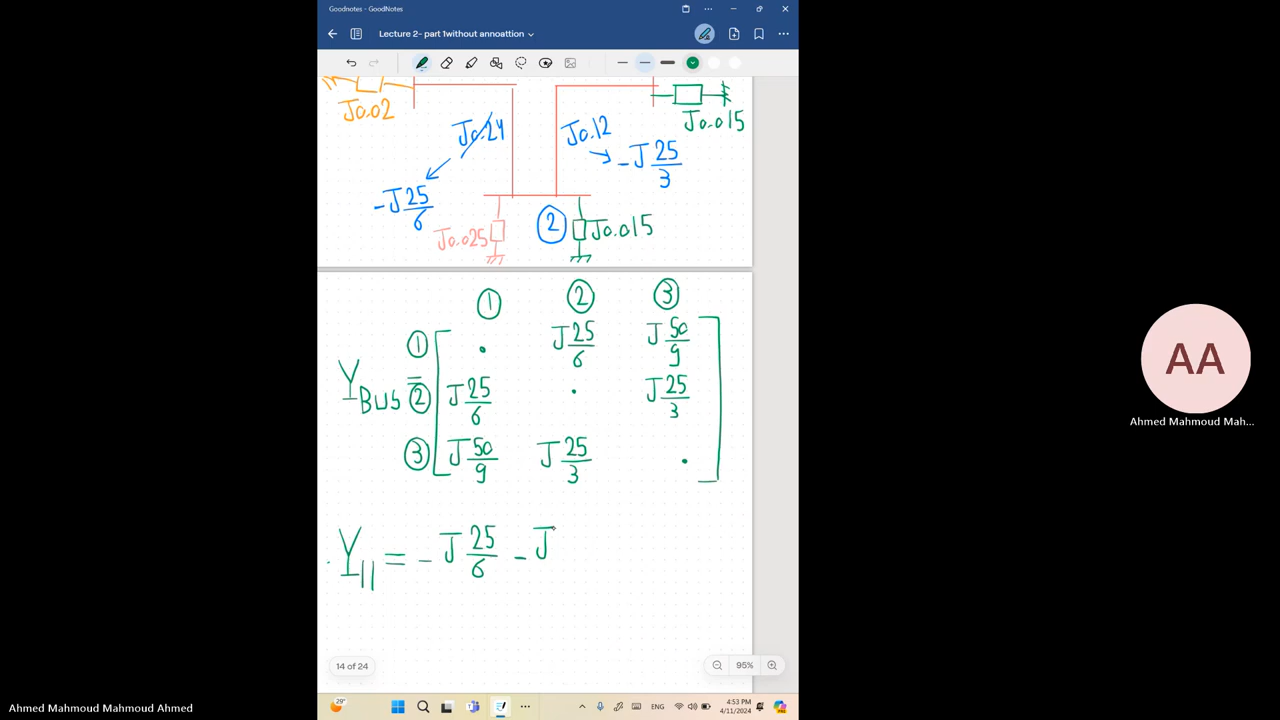 Goodnotes - GoodNotes
Lecture 2- part 1without annoattion
J0.02
J0.24
J0.12
J0.015
-J 25/6
-J 25/3
J0.025
2
J0.015
1 2 3
1 . J 25/6 J 50/9
YBus = 2 J 25/6 . J 25/3
3 J 50/9 J 25/3 .
Y11 = - J 25/6 - J
14 of 24
95%
AA
Ahmed Mahmoud Mah...
Ahmed Mahmoud Mahmoud Ahmed
29°
ENG
4:53 PM
4/11/2024